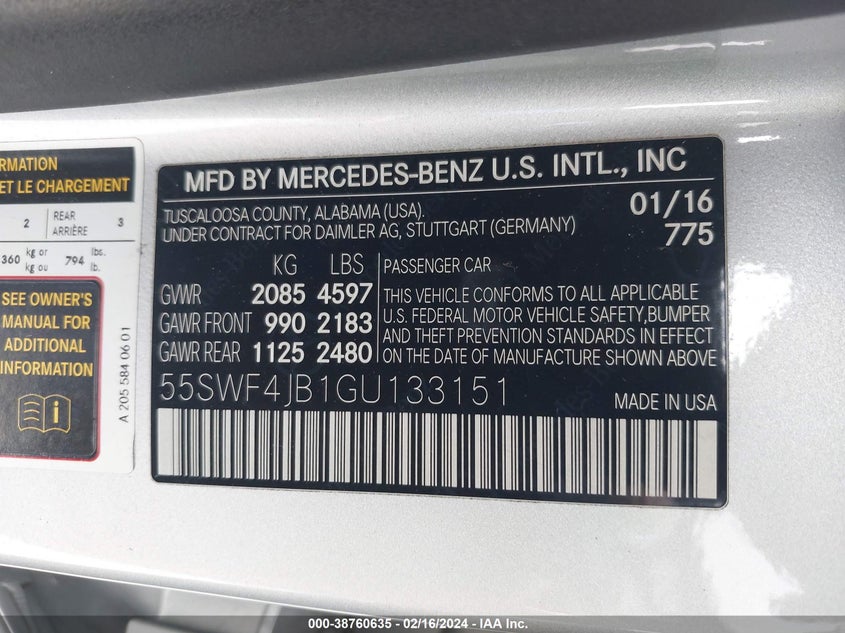 RMATION
ET LE CHARGEMENT
2 REAR ARRIÈRE 3
360 kg or kg ou 794 lbs. lb.
SEE OWNER'S
MANUAL FOR
ADDITIONAL
INFORMATION
A 205 584 06 01
MFD BY MERCEDES-BENZ U.S. INTL., INC
TUSCALOOSA COUNTY, ALABAMA (USA). 01/16
UNDER CONTRACT FOR DAIMLER AG, STUTTGART (GERMANY) 775
KG LBS
GVWR 2085 4597
GAWR FRONT 990 2183
GAWR REAR 1125 2480
PASSENGER CAR
THIS VEHICLE CONFORMS TO ALL APPLICABLE
U.S. FEDERAL MOTOR VEHICLE SAFETY,BUMPER
AND THEFT PREVENTION STANDARDS IN EFFECT
ON THE DATE OF MANUFACTURE SHOWN ABOVE
55SWF4JB1GU133151 MADE IN USA
000-38760635 - 02/16/2024 - IAA Inc.